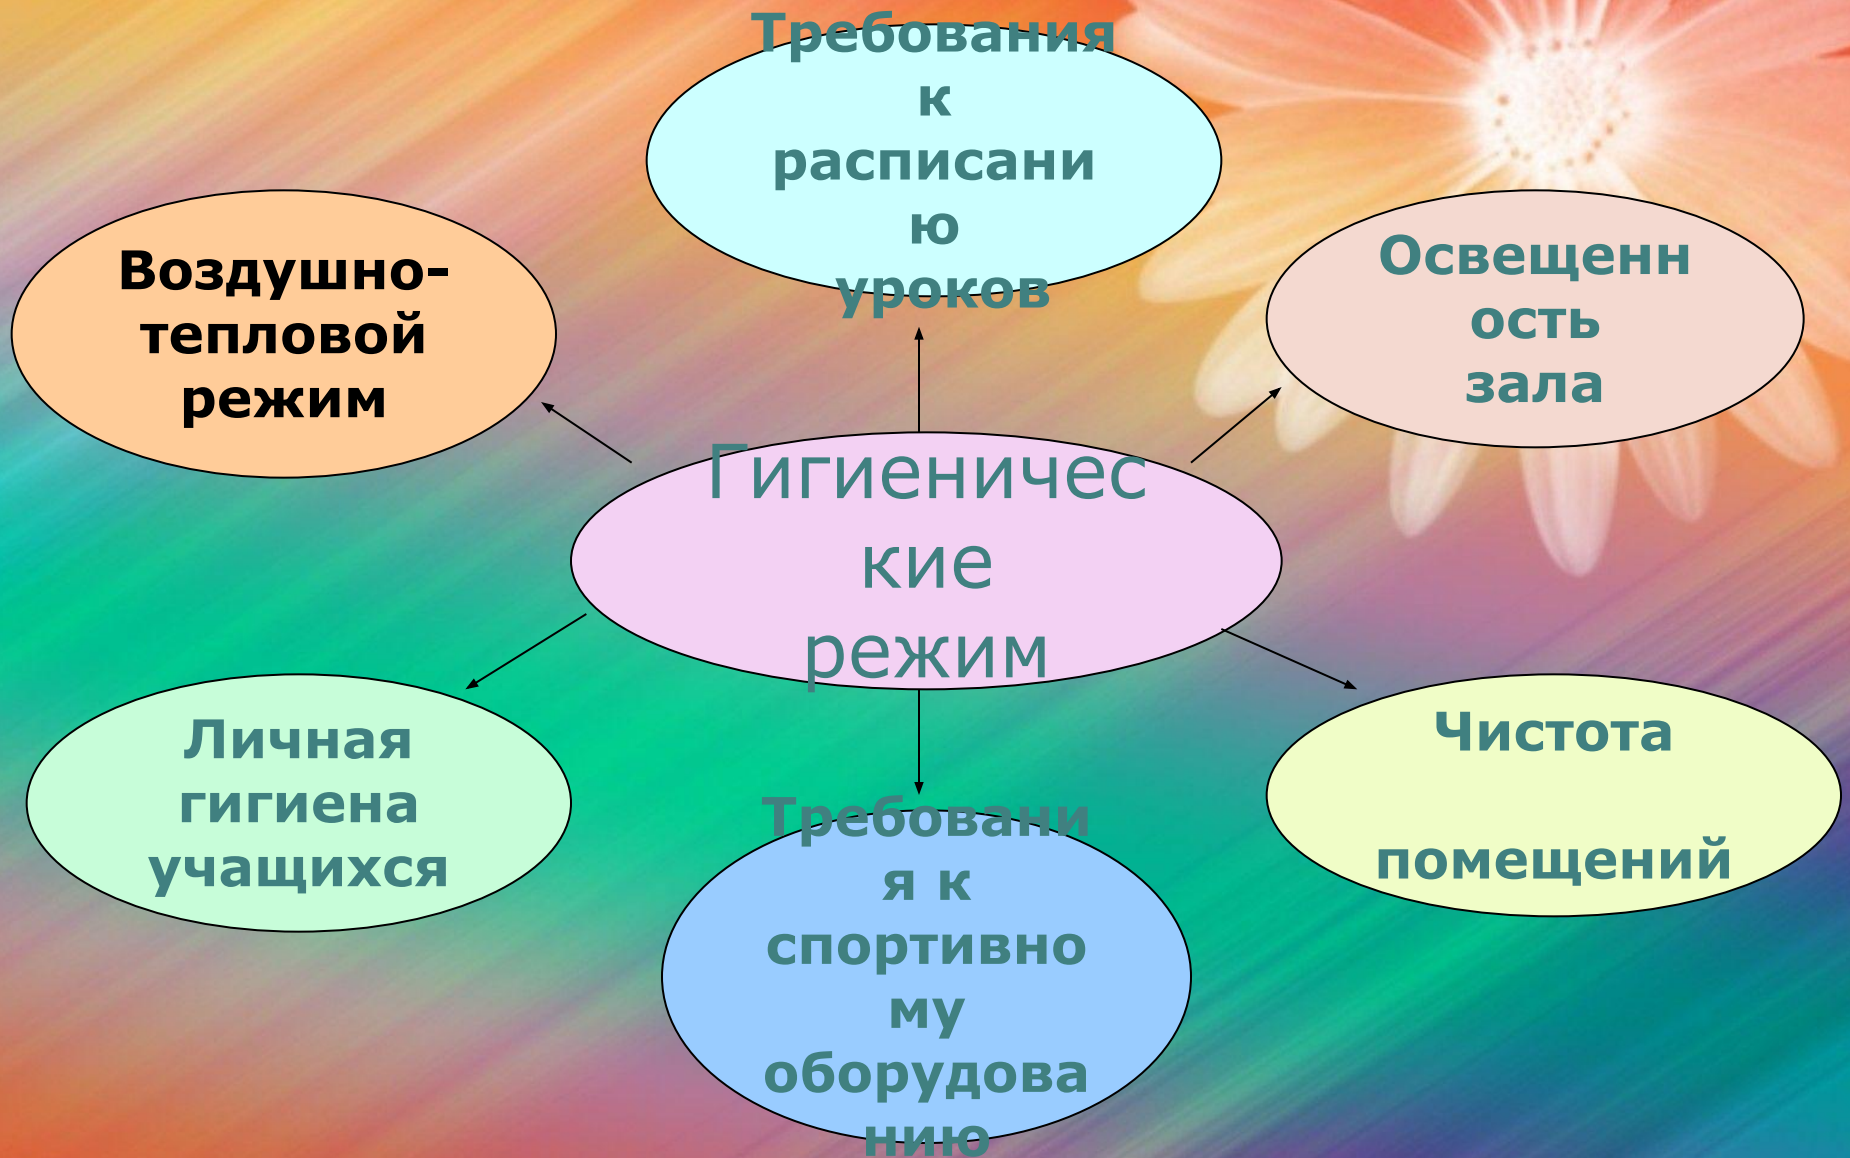 Требования
к
расписани
ю
уроков
Воздушно-
тепловой
режим
Освещенн
ость
зала
Гигиеничес
кие
режим
Личная
гигиена
учащихся
Чистота
помещений
Требовани
я к
спортивно
му
оборудова
нию